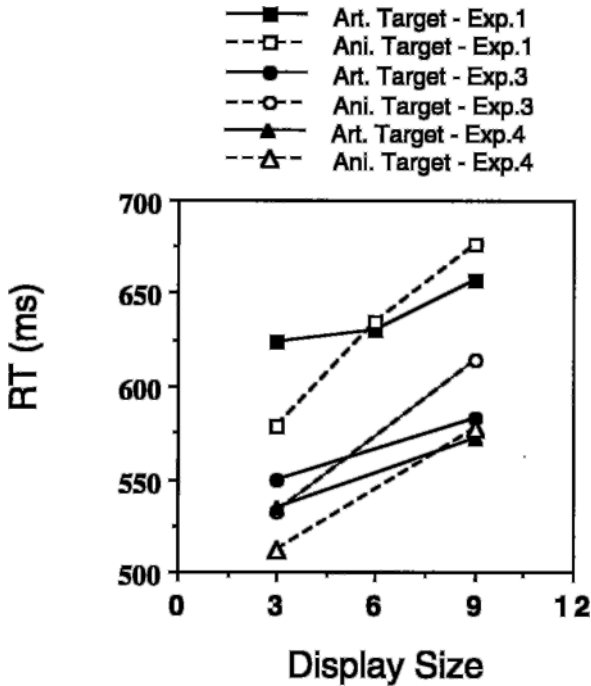 Art. Target - Exp.1
Ani. Target - Exp.1
Art. Target - Exp.3
Ani. Target - Exp.3
Art. Target - Exp.4
Ani. Target - Exp.4
700
650
600
550
500
RT (ms)
0 3 6 9 12
Display Size